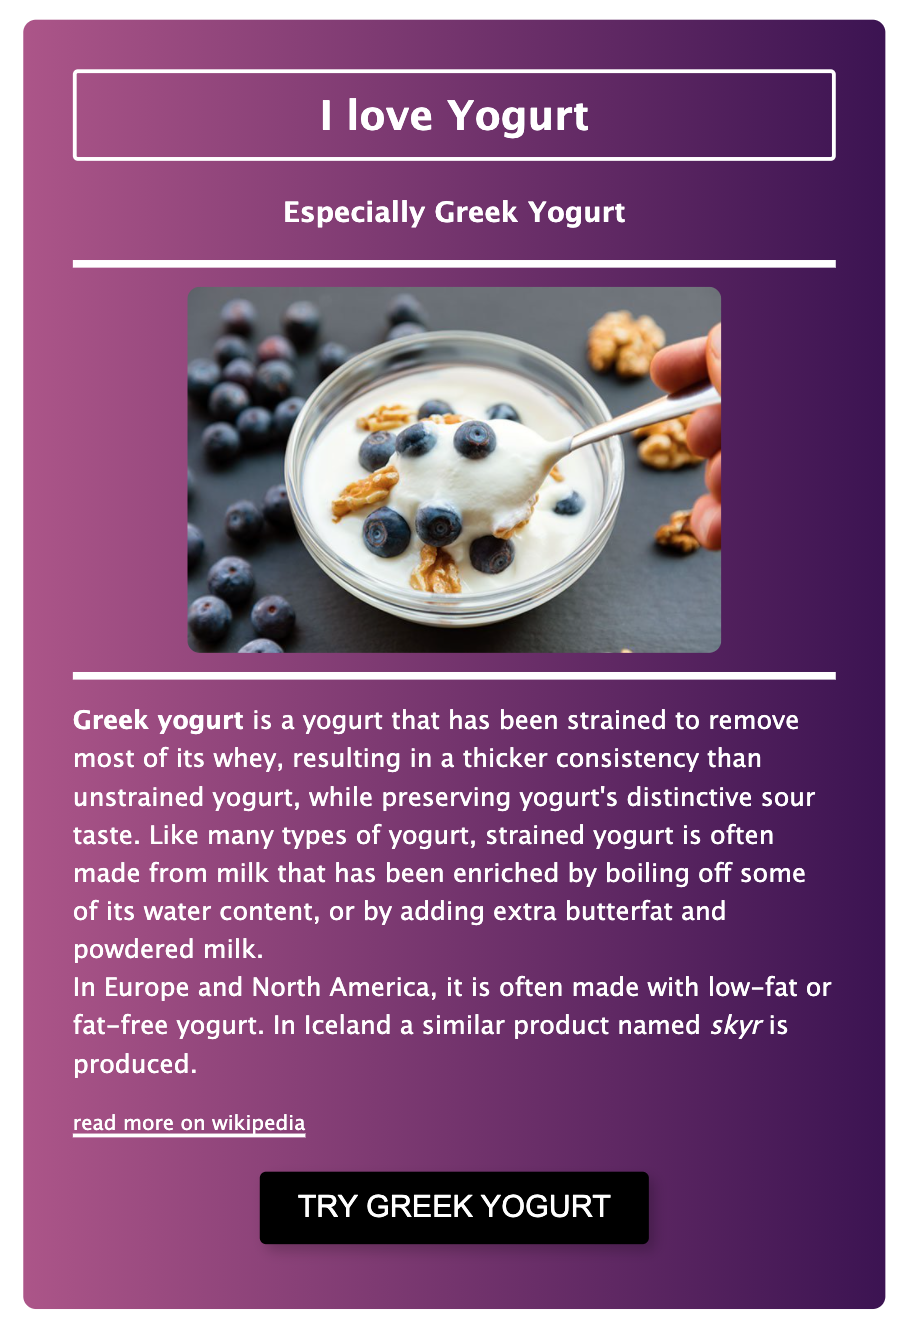 I love Yogurt
Especially Greek Yogurt
Greek yogurt is a yogurt that has been strained to remove
most of its whey, resulting in a thicker consistency than
unstrained yogurt, while preserving yogurt's distinctive sour
taste. Like many types of yogurt, strained yogurt is often
made from milk that has been enriched by boiling off some
of its water content, or by adding extra butterfat and
powdered milk.
In Europe and North America, it is often made with low-fat or
fat-free yogurt. In Iceland a similar product named skyr is
produced.
read more on wikipedia
TRY GREEK YOGURT